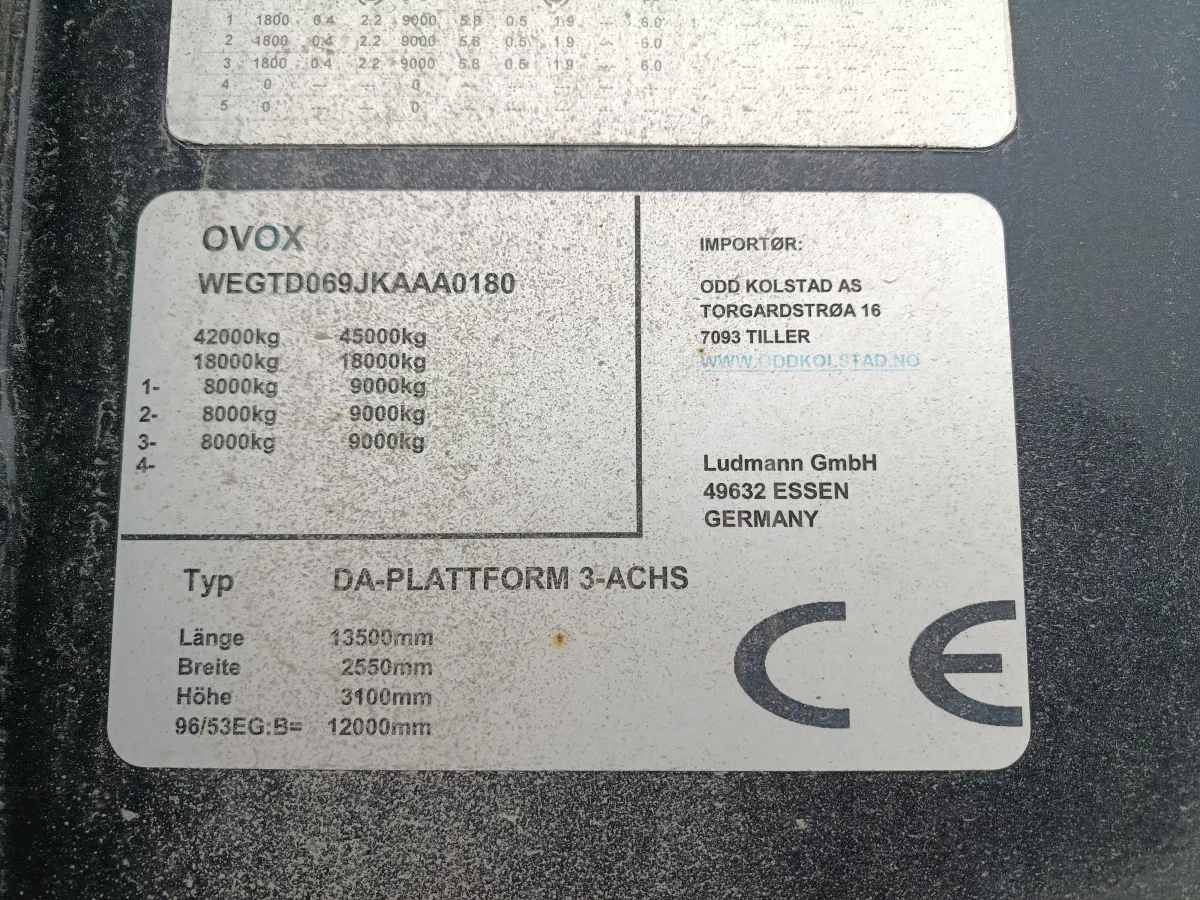 1 1800 0.4 2.2 9000 5.8 0.5 1.9 --- 6.0
2 1800 0.4 2.2 9000 5.8 0.5 1.9 --- 6.0
3 1800 0.4 2.2 9000 5.8 0.5 1.9 --- 6.0
4 0 --- --- 0
5 0 --- --- 0
OVOX
WEGTD069JKAAA0180
42000kg - 45000kg
18000kg 18000kg
1- 8000kg 9000kg
2- 8000kg 9000kg
3- 8000kg 9000kg
4-
IMPORTØR:
ODD KOLSTAD AS
TORGARDSTRØA 16
7093 TILLER
WWW.ODDKOLSTAD.NO
Ludmann GmbH
49632 ESSEN
GERMANY
Typ DA-PLATTFORM 3-ACHS
Länge 13500mm
Breite 2550mm
Höhe 3100mm
96/53EG:B= 12000mm
CE